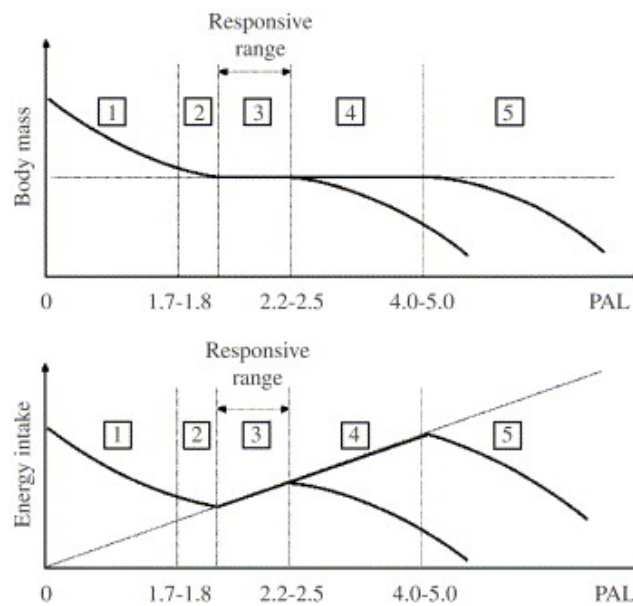 Responsive
range
1 2 3 4 5
Body mass
0 1.7-1.8 2.2-2.5 4.0-5.0 PAL
Responsive
range
1 2 3 4 5
Energy intake
0 1.7-1.8 2.2-2.5 4.0-5.0 PAL